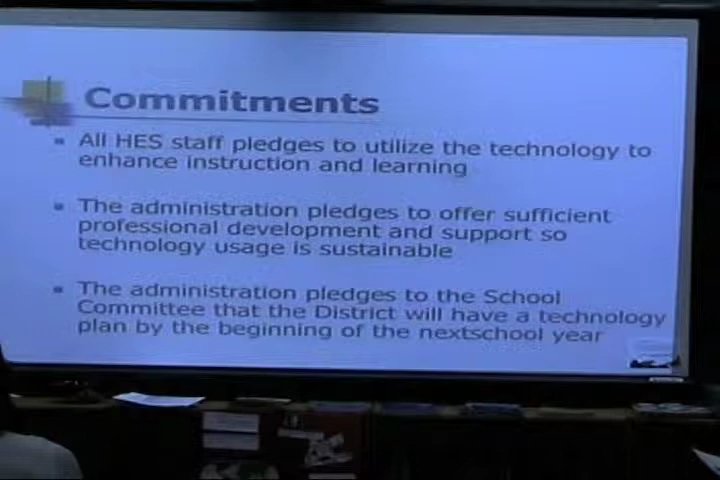 Commitments
All HES staff pledges to utilize the technology to
enhance instruction and learning
The administration pledges to offer sufficient
professional development and support so
technology usage is sustainable
The administration pledges to the School
Committee that the District will have a technology
plan by the beginning of the nextschool year